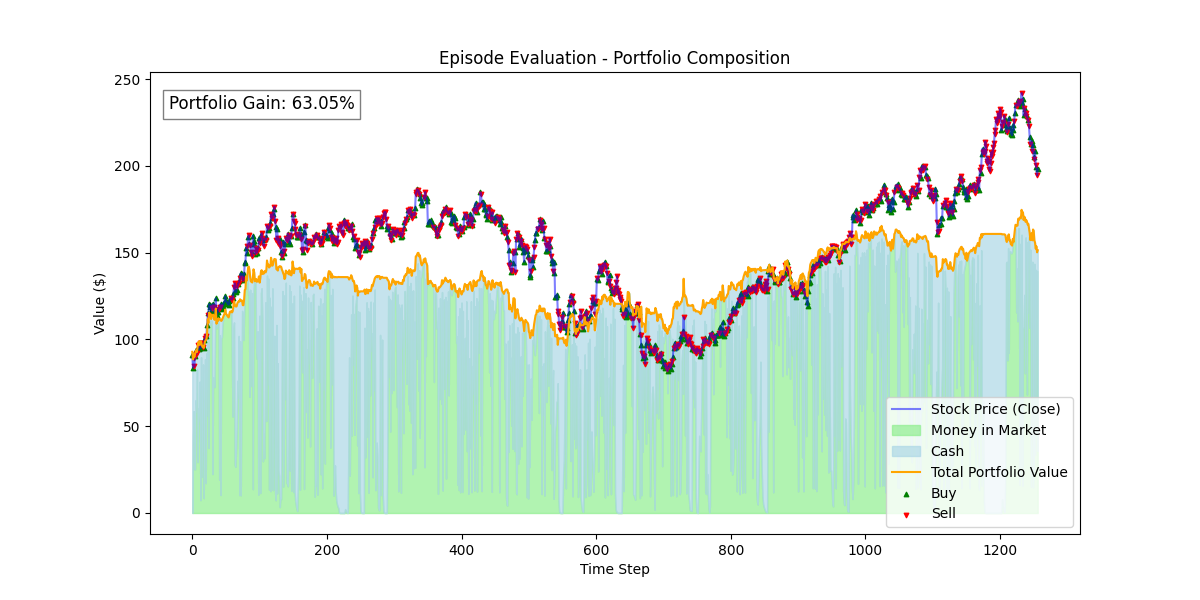 Episode Evaluation - Portfolio Composition
250
Portfolio Gain: 63.05%
200
150
Value ($)
100
50
0
Stock Price (Close)
Money in Market
Cash
Total Portfolio Value
Buy
Sell
0 200 400 600 800 1000 1200
Time Step